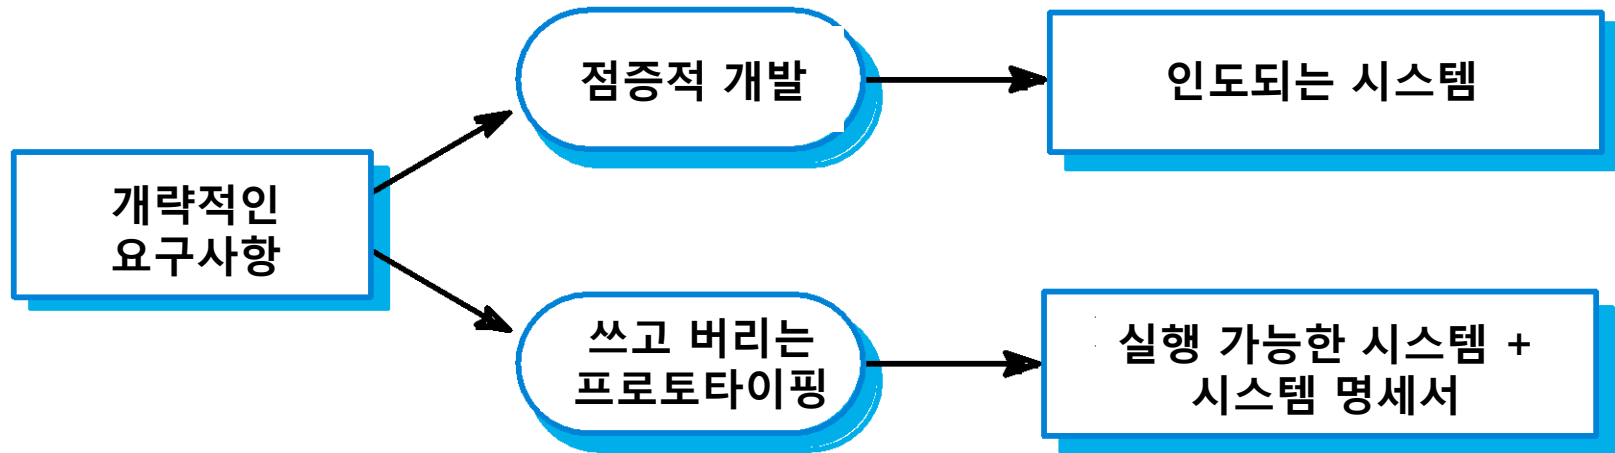 점증적 개발
인도되는 시스템
개략적인
요구사항
쓰고 버리는
프로토타이핑
실행 가능한 시스템 +
시스템 명세서